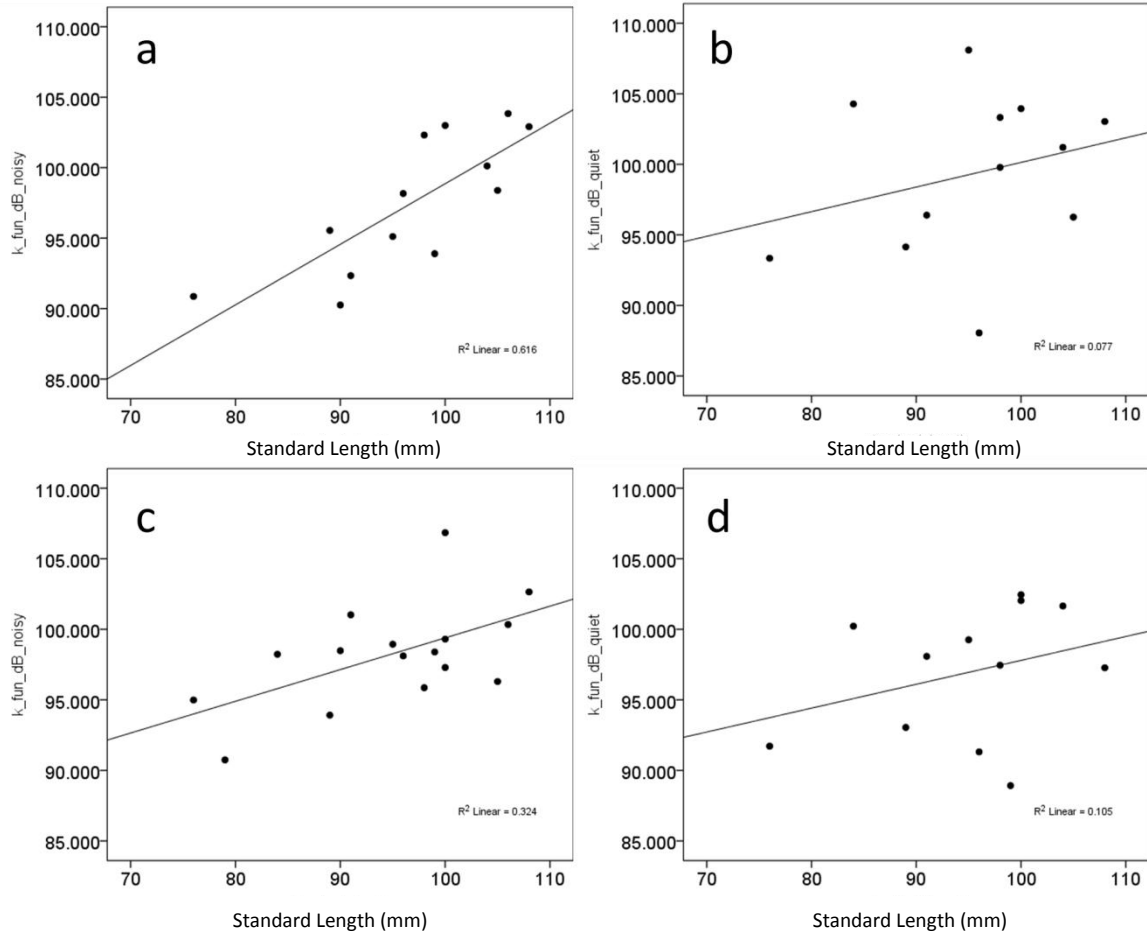 a
k_fun_dB_noisy
110.000
105.000
100.000
95.000
90.000
85.000
R2 Linear = 0.616
70 80 90 100 110
Standard Length (mm)
b
k_fun_dB_quiet
110.000
105.000
100.000
95.000
90.000
85.000
R2 Linear = 0.077
70 80 90 100 110
Standard Length (mm)
c
k_fun_dB_noisy
110.000
105.000
100.000
95.000
90.000
85.000
R2 Linear = 0.324
70 80 90 100 110
Standard Length (mm)
d
k_fun_dB_quiet
110.000
105.000
100.000
95.000
90.000
85.000
R2 Linear = 0.105
70 80 90 100 110
Standard Length (mm)